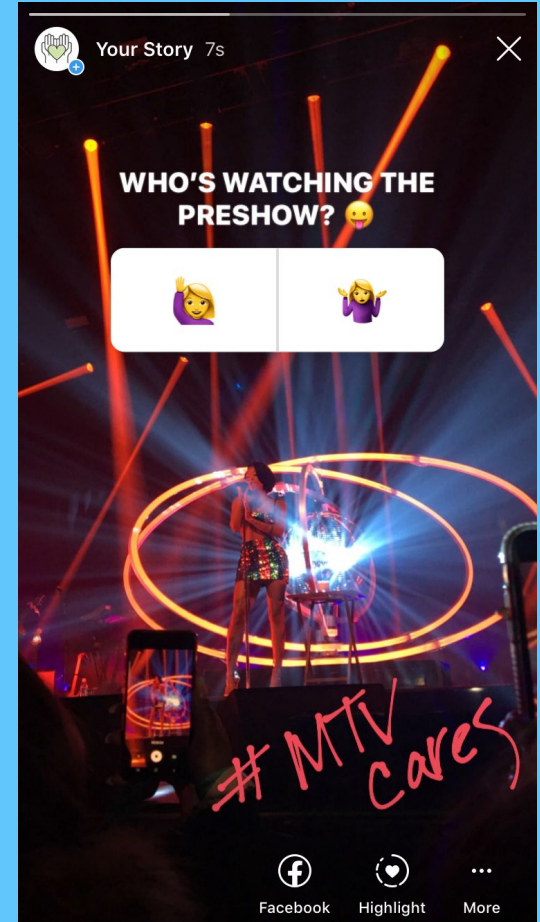 Your Story 7s
WHO'S WATCHING THE
PRESHOW? 😛
#MTV
cares
Facebook Highlight More